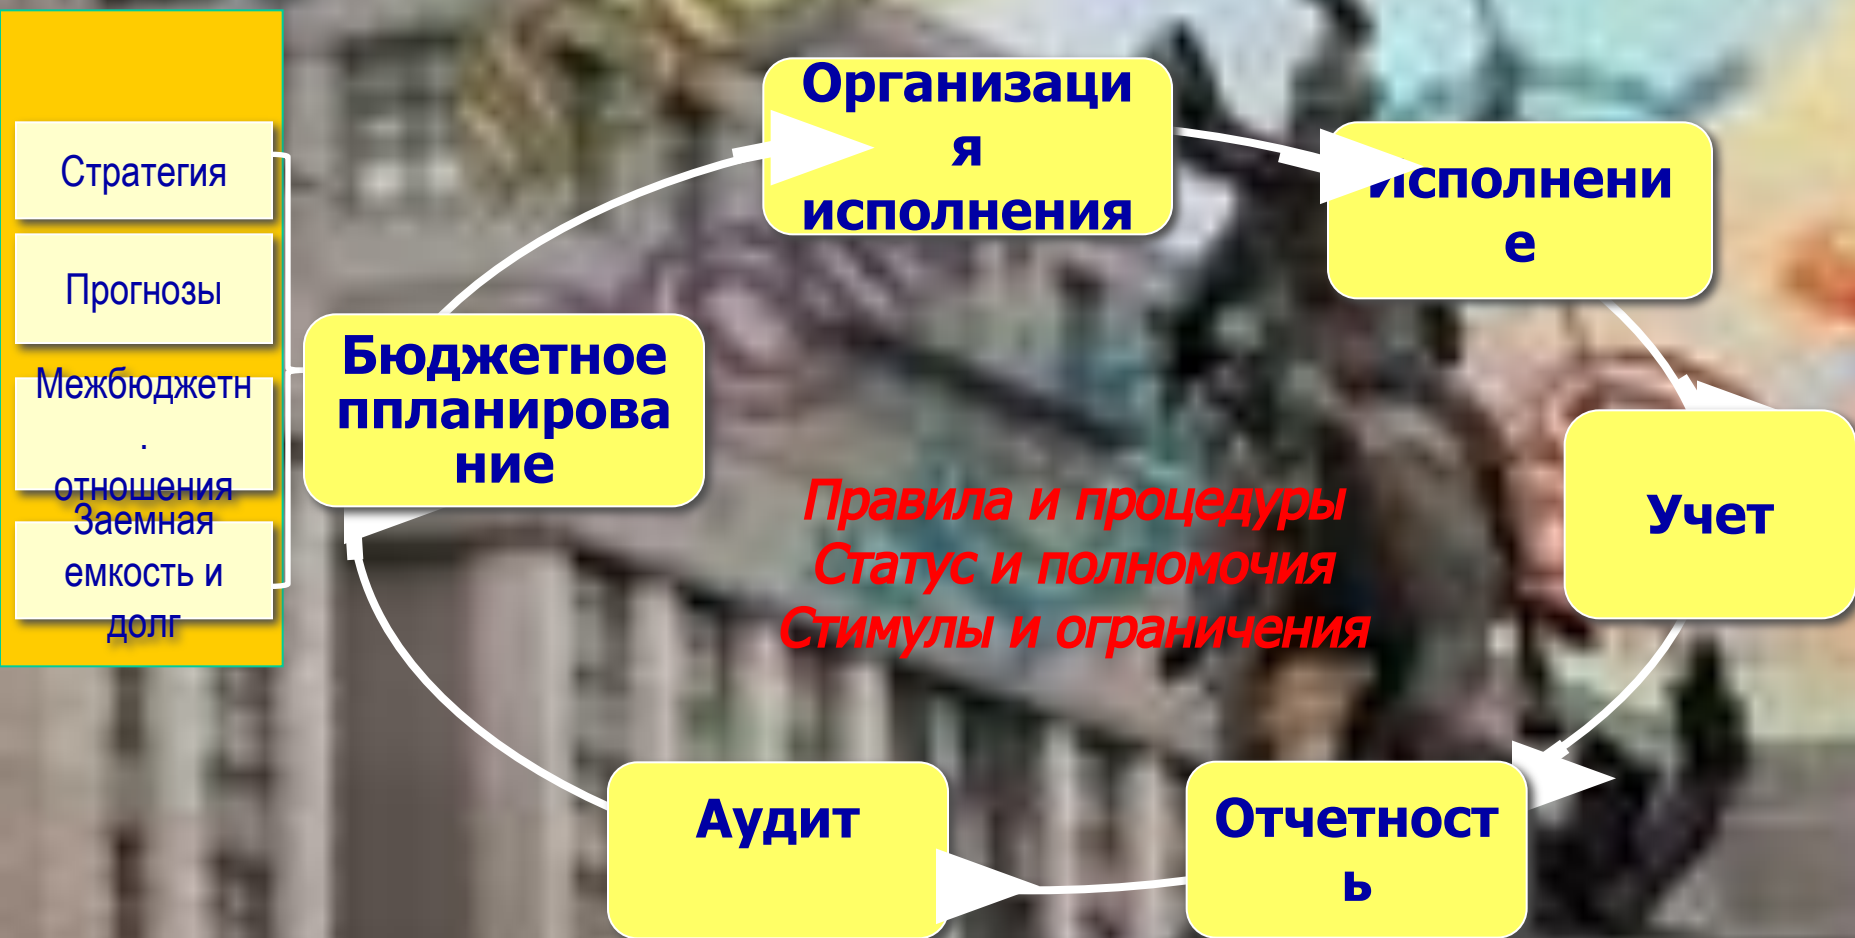 Стратегия
Прогнозы
Межбюджетн
.
отношения
Заемная
емкость и
долг
Бюджетное
ппланирова
ние
Организаци
я
исполнения
Исполнени
е
Учет
Отчетност
ь
Аудит
Правила и процедуры
Статус и полномочия
Стимулы и ограничения